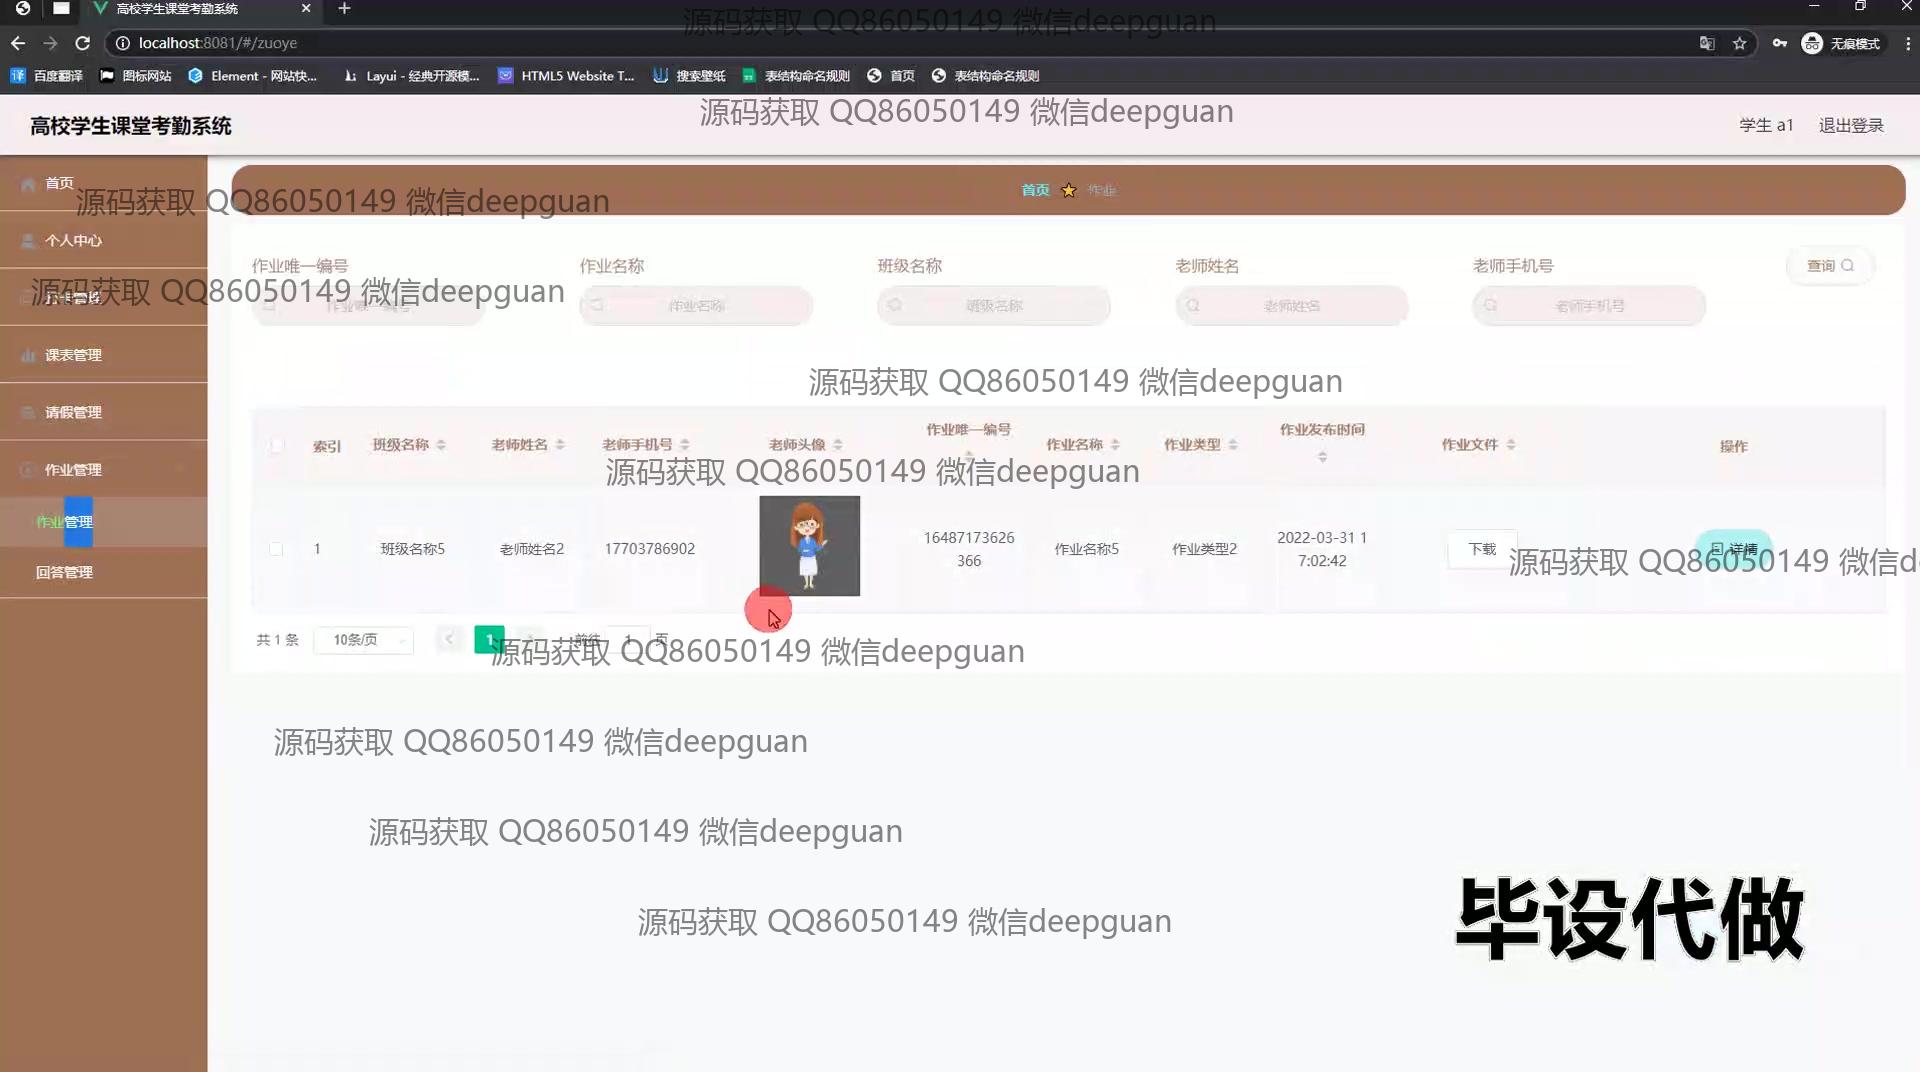 高校学生课堂考勤系统
localhost:8081/#/zuoye
无痕模式
百度翻译 图标网站 Element - 网站快... Layui - 经典开源模... HTML5 Website T... 搜索壁纸 表结构命名规则 首页 表结构命名规则
源码获取 QQ86050149 微信deepguan
源码获取 QQ86050149 微信deepguan
高校学生课堂考勤系统
学生 a1 退出登录
首页
首页 作业
源码获取 QQ86050149 微信deepguan
个人中心
作业唯一编号 作业名称 班级名称 老师姓名 老师手机号 查询
源码获取 QQ86050149 微信deepguan
作业唯一编号 作业名称 班级名称 老师姓名 老师手机号
课表管理
源码获取 QQ86050149 微信deepguan
请假管理
索引 班级名称 老师姓名 老师手机号 老师头像 作业唯一编号 作业名称 作业类型 作业发布时间 作业文件 操作
作业管理
源码获取 QQ86050149 微信deepguan
作业管理
1 班级名称5 老师姓名2 17703786902 16487173626 作业名称5 作业类型2 2022-03-31 1 下载 详情
366 7:02:42
源码获取 QQ86050149 微信d
回答管理
共 1 条 10条/页 1 前往 1 页
源码获取 QQ86050149 微信deepguan
源码获取 QQ86050149 微信deepguan
源码获取 QQ86050149 微信deepguan
源码获取 QQ86050149 微信deepguan
毕设代做